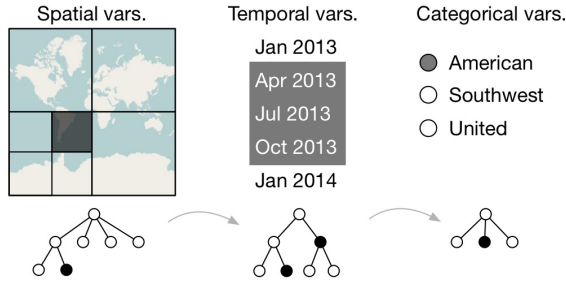 Spatial vars.
Temporal vars.
Categorical vars.
Jan 2013
Apr 2013
Jul 2013
Oct 2013
Jan 2014
American
Southwest
United